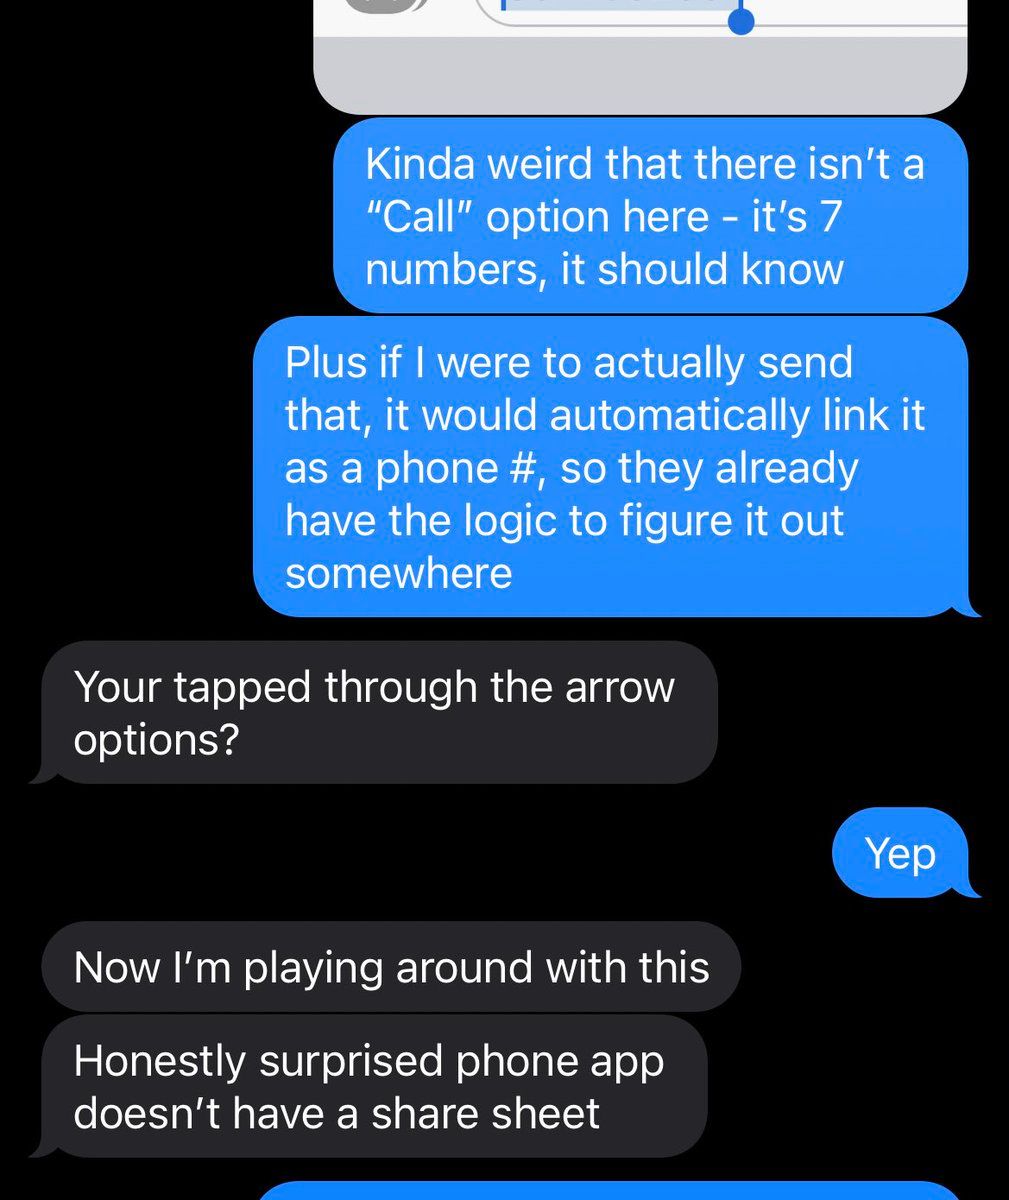 Kinda weird that there isn’t a
“Call” option here - it’s 7
numbers, it should know
Plus if I were to actually send
that, it would automatically link it
as a phone #, so they already
have the logic to figure it out
somewhere
Your tapped through the arrow
options?
Yep
Now I’m playing around with this
Honestly surprised phone app
doesn’t have a share sheet